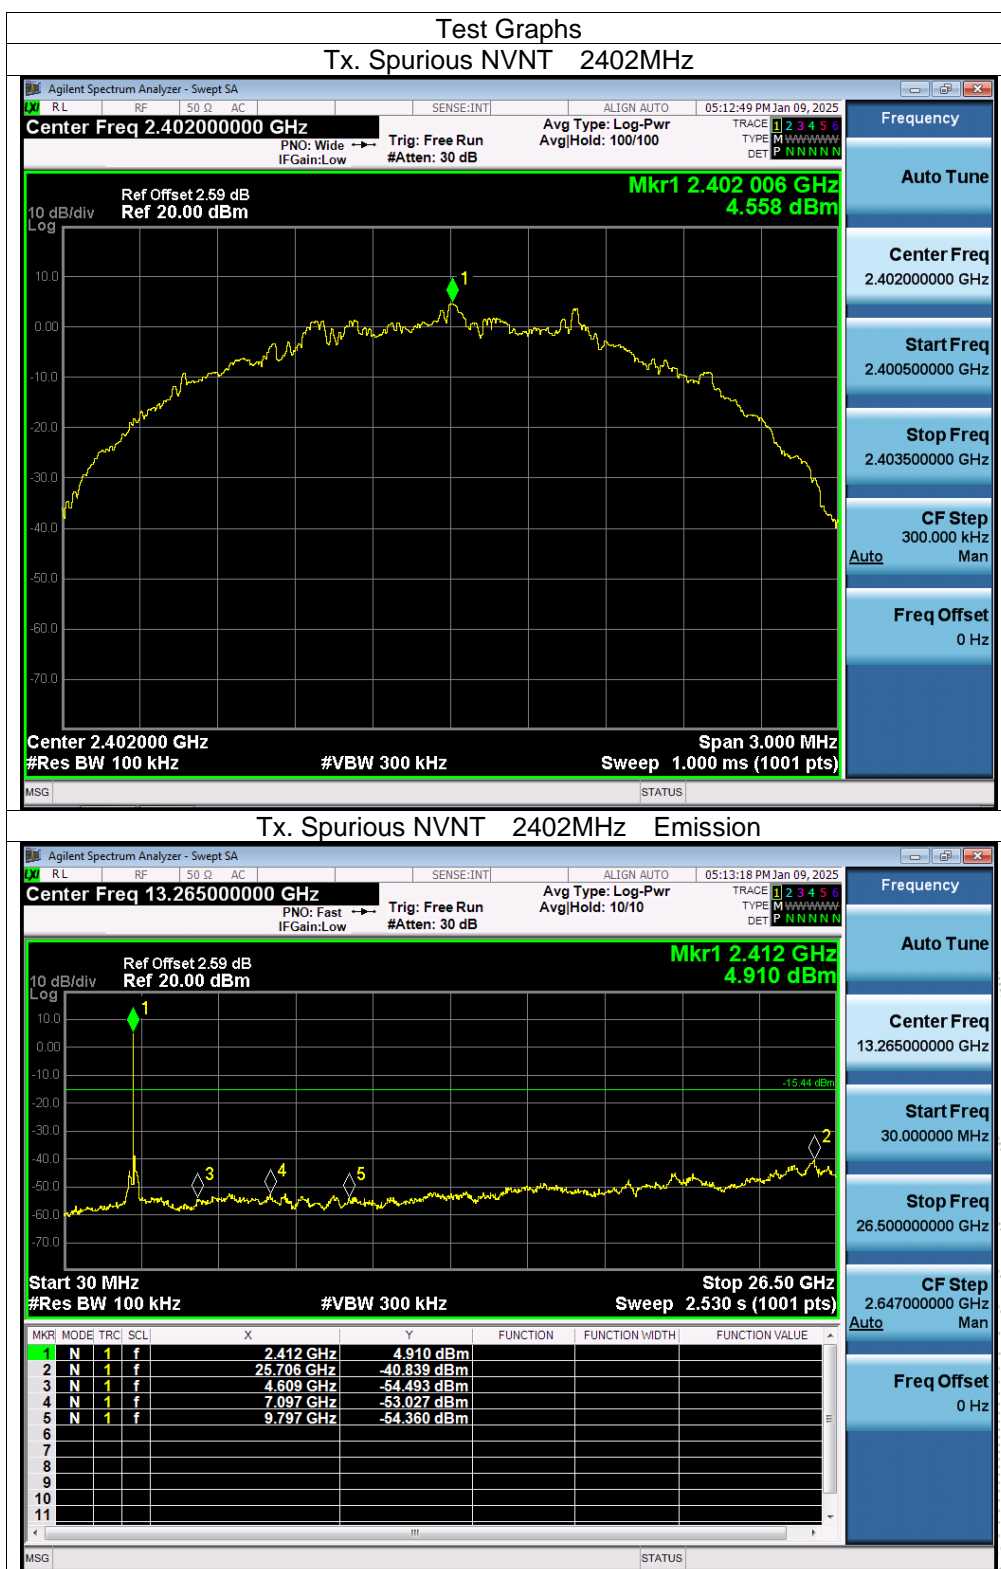 Test Graphs
Tx. Spurious NVNT 2402MHz
Agilent Spectrum Analyzer - Swept SA
LXI RL RF 50 Ω AC SENSE:INT ALIGN AUTO 05:12:49 PM Jan 09, 2025
Center Freq 2.402000000 GHz
PNO: Wide
IFGain:Low
Trig: Free Run
#Atten: 30 dB
Avg Type: Log-Pwr
Avg|Hold: 100/100
TRACE 1 2 3 4 5 6
TYPE M WWWWW
DET P N N N N N
Frequency
Mkr1 2.402 006 GHz
4.558 dBm
Ref Offset 2.59 dB
10 dB/div Ref 20.00 dBm
Log
1
10.0
0.00
-10.0
-20.0
-30.0
-40.0
-50.0
-60.0
-70.0
Center 2.402000 GHz Span 3.000 MHz
#Res BW 100 kHz #VBW 300 kHz Sweep 1.000 ms (1001 pts)
Auto Tune
Center Freq
2.402000000 GHz
Start Freq
2.400500000 GHz
Stop Freq
2.403500000 GHz
CF Step
300.000 kHz
Auto Man
Freq Offset
0 Hz
MSG STATUS
Tx. Spurious NVNT 2402MHz Emission
Agilent Spectrum Analyzer - Swept SA
LXI RL RF 50 Ω AC SENSE:INT ALIGN AUTO 05:13:18 PM Jan 09, 2025
Center Freq 13.265000000 GHz
PNO: Fast
IFGain:Low
Trig: Free Run
#Atten: 30 dB
Avg Type: Log-Pwr
Avg|Hold: 10/10
TRACE 1 2 3 4 5 6
TYPE M WWWWW
DET P N N N N N
Frequency
Mkr1 2.412 GHz
4.910 dBm
Ref Offset 2.59 dB
10 dB/div Ref 20.00 dBm
Log
1
10.0
0.00
-10.0
-15.44 dBm
-20.0
-30.0
2
-40.0
3 4 5
-50.0
-60.0
-70.0
Start 30 MHz Stop 26.50 GHz
#Res BW 100 kHz #VBW 300 kHz Sweep 2.530 s (1001 pts)
MKR MODE TRC SCL X Y FUNCTION FUNCTION WIDTH FUNCTION VALUE
1 N 1 f 2.412 GHz 4.910 dBm
2 N 1 f 25.706 GHz -40.839 dBm
3 N 1 f 4.609 GHz -54.493 dBm
4 N 1 f 7.097 GHz -53.027 dBm
5 N 1 f 9.797 GHz -54.360 dBm
6
7
8
9
10
11
Auto Tune
Center Freq
13.265000000 GHz
Start Freq
30.000000 MHz
Stop Freq
26.500000000 GHz
CF Step
2.647000000 GHz
Auto Man
Freq Offset
0 Hz
MSG STATUS